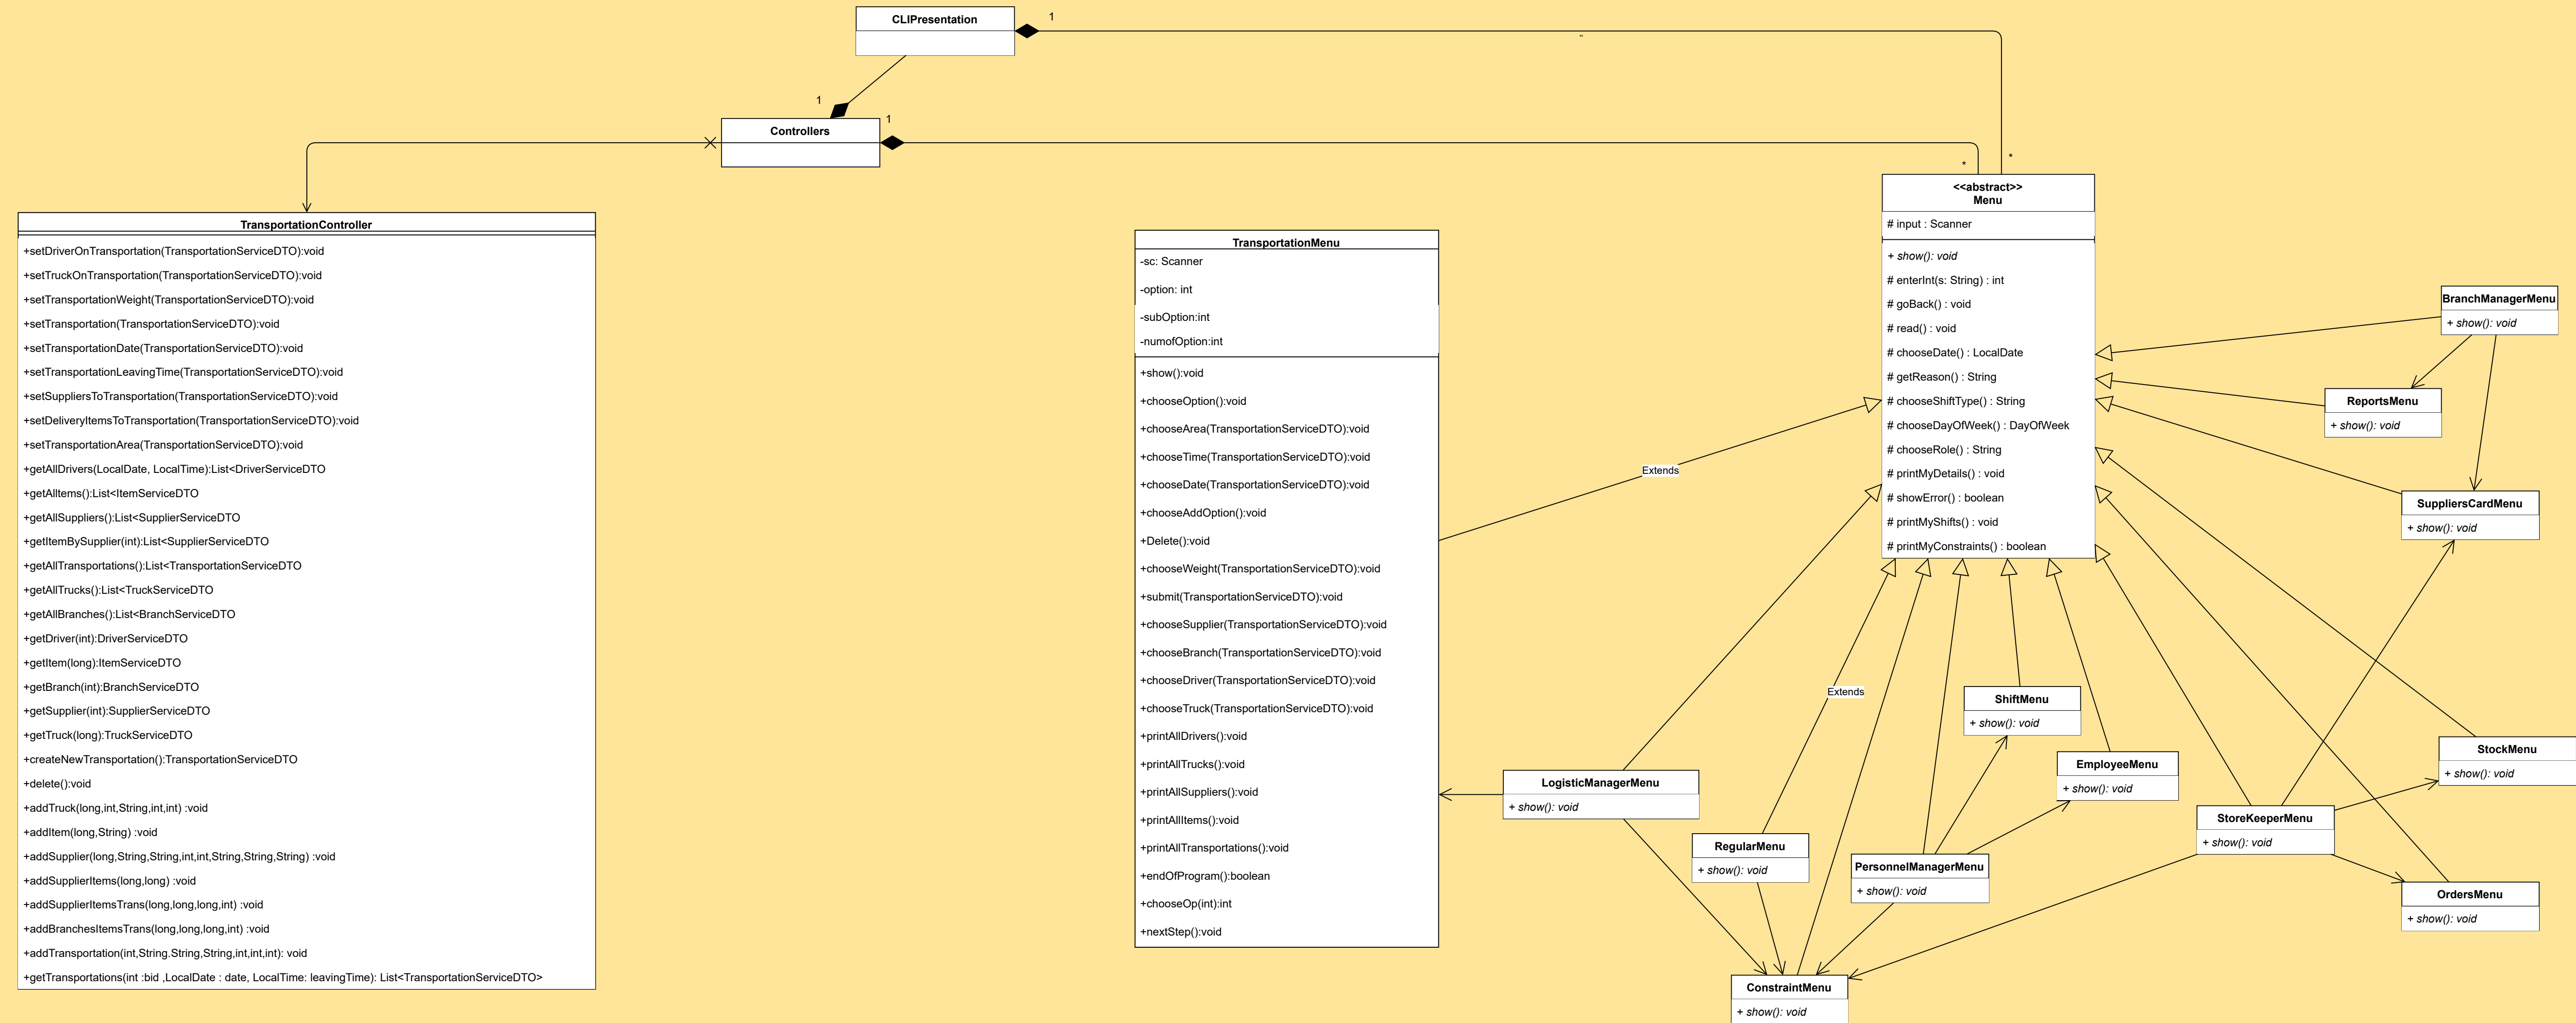 CLIPresentation
1
1
Controllers
1
*
*
TransportationController
+setDriverOnTransportation(TransportationServiceDTO):void
+setTruckOnTransportation(TransportationServiceDTO):void
+setTransportationWeight(TransportationServiceDTO):void
+setTransportation(TransportationServiceDTO):void
+setTransportationDate(TransportationServiceDTO):void
+setTransportationLeavingTime(TransportationServiceDTO):void
+setSuppliersToTransportation(TransportationServiceDTO):void
+setDeliveryItemsToTransportation(TransportationServiceDTO):void
+setTransportationArea(TransportationServiceDTO):void
+getAllDrivers(LocalDate, LocalTime):List<DriverServiceDTO
+getAlltems():List<ItemServiceDTO
+getAllSuppliers():List<SupplierServiceDTO
+getItemBySupplier(int):List<SupplierServiceDTO
+getAllTransportations():List<TransportationServiceDTO
+getAllTrucks():List<TruckServiceDTO
+getAllBranches():List<BranchServiceDTO
+getDriver(int):DriverServiceDTO
+getItem(long):ItemServiceDTO
+getBranch(int):BranchServiceDTO
+getSupplier(int):SupplierServiceDTO
+getTruck(long):TruckServiceDTO
+createNewTransportation():TransportationServiceDTO
+delete():void
+addTruck(long,int,String,int,int) :void
+addItem(long,String) :void
+addSupplier(long,String,String,int,int,String,String,String) :void
+addSupplierItems(long,long) :void
+addSupplierItemsTrans(long,long,long,int) :void
+addBranchesItemsTrans(long,long,long,int) :void
+addTransportation(int,String.String,String,int,int,int): void
+getTransportations(int :bid ,LocalDate : date, LocalTime: leavingTime): List<TransportationServiceDTO>
TransportationMenu
-sc: Scanner
-option: int
-subOption:int
-numofOption:int
+show():void
+chooseOption():void
+chooseArea(TransportationServiceDTO):void
+chooseTime(TransportationServiceDTO):void
+chooseDate(TransportationServiceDTO):void
+chooseAddOption():void
+Delete():void
+chooseWeight(TransportationServiceDTO):void
+submit(TransportationServiceDTO):void
+chooseSupplier(TransportationServiceDTO):void
+chooseBranch(TransportationServiceDTO):void
+chooseDriver(TransportationServiceDTO):void
+chooseTruck(TransportationServiceDTO):void
+printAllDrivers():void
+printAllTrucks():void
+printAllSuppliers():void
+printAllItems():void
+printAllTransportations():void
+endOfProgram():boolean
+chooseOp(int):int
+nextStep():void
Extends
<<abstract>>
Menu
# input : Scanner
+ show(): void
# enterInt(s: String) : int
# goBack() : void
# read() : void
# chooseDate() : LocalDate
# getReason() : String
# chooseShiftType() : String
# chooseDayOfWeek() : DayOfWeek
# chooseRole() : String
# printMyDetails() : void
# showError() : boolean
# printMyShifts() : void
# printMyConstraints() : boolean
BranchManagerMenu
+ show(): void
ReportsMenu
+ show(): void
SuppliersCardMenu
+ show(): void
Extends
ShiftMenu
+ show(): void
EmployeeMenu
+ show(): void
StockMenu
+ show(): void
LogisticManagerMenu
+ show(): void
StoreKeeperMenu
+ show(): void
RegularMenu
+ show(): void
PersonnelManagerMenu
+ show(): void
OrdersMenu
+ show(): void
ConstraintMenu
+ show(): void